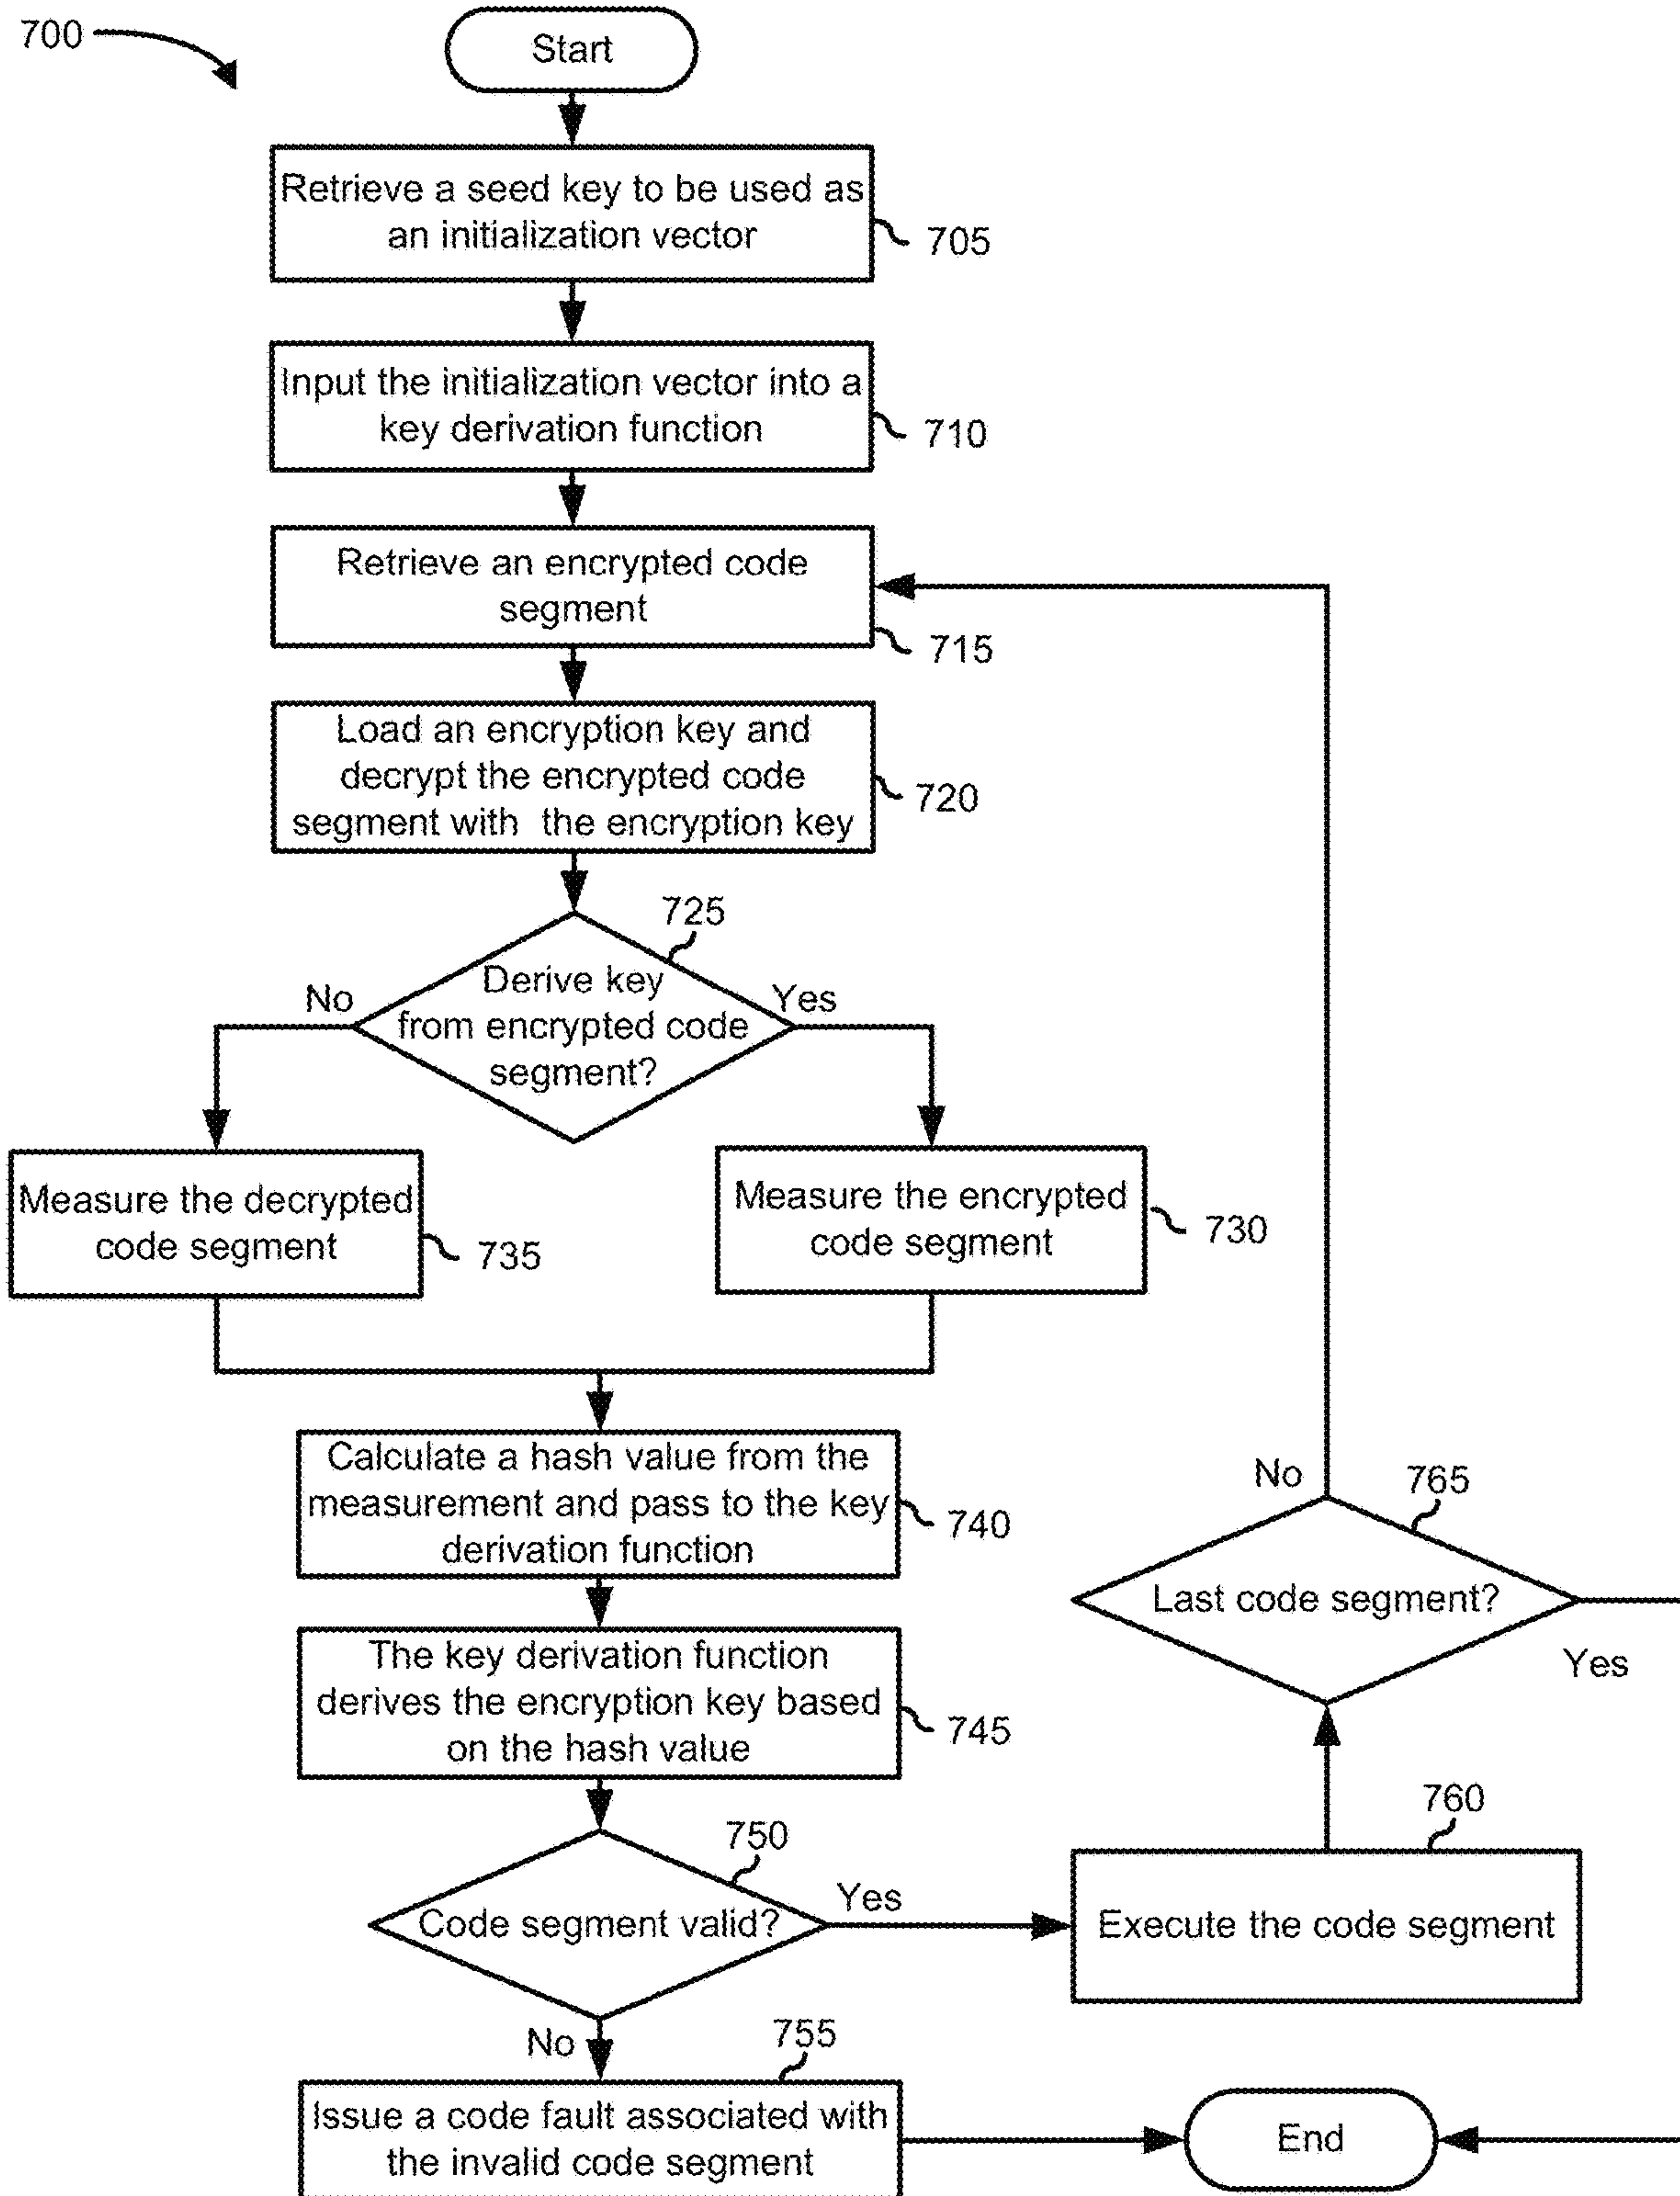 700
Start
Retrieve a seed key to be used as
an initialization vector
705
Input the initialization vector into a
key derivation function
710
Retrieve an encrypted code
segment
715
Load an encryption key and
decrypt the encrypted code
segment with the encryption key
720
725
Derive key
from encrypted code
segment?
No
Yes
Measure the decrypted
code segment
735
Measure the encrypted
code segment
730
Calculate a hash value from the
measurement and pass to the key
derivation function
740
The key derivation function
derives the encryption key based
on the hash value
745
750
Code segment valid?
Yes
No
755
Issue a code fault associated with
the invalid code segment
760
Execute the code segment
765
Last code segment?
No
Yes
End